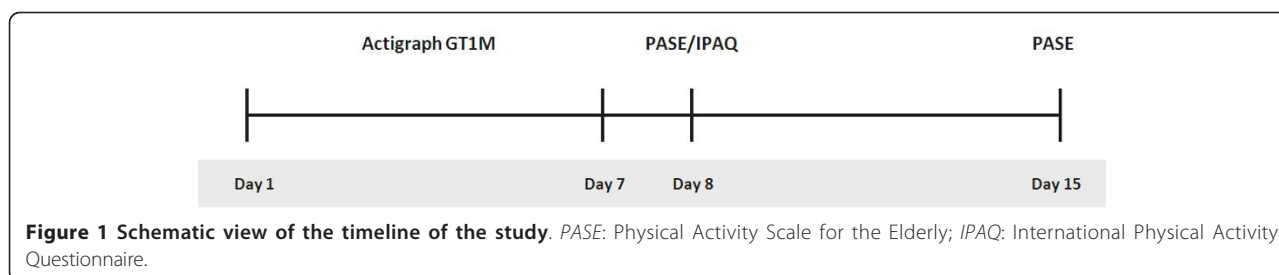 Actigraph GT1M PASE/IPAQ PASE
Day 1 Day 7 Day 8 Day 15
Figure 1 Schematic view of the timeline of the study. PASE: Physical Activity Scale for the Elderly; IPAQ: International Physical Activity
Questionnaire.